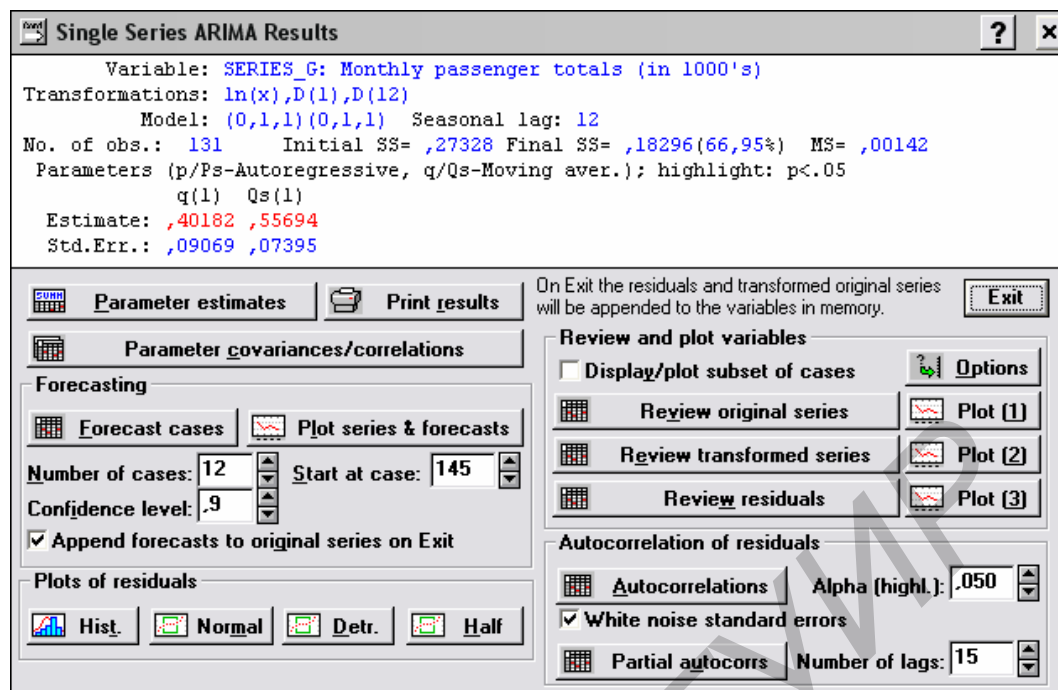 Single Series ARIMA Results
?
×
Variable: SERIES_G: Monthly passenger totals (in 1000's)
Transformations: ln(x),D(1),D(12)
Model: (0,1,1)(0,1,1) Seasonal lag: 12
No. of obs.: 131 Initial SS= ,27328 Final SS= ,18296(66,95%) MS= ,00142
Parameters (p/Ps-Autoregressive, q/Qs-Moving aver.); highlight: p<.05
q(1) Qs(1)
Estimate: ,40182 ,55694
Std.Err.: ,09069 ,07395
Parameter estimates
Print results
On Exit the residuals and transformed original series
will be appended to the variables in memory.
Exit
Parameter covariances/correlations
Forecasting
Forecast cases
Plot series & forecasts
Number of cases: 12 Start at case: 145
Confidence level: ,9
Append forecasts to original series on Exit
Plots of residuals
Hist.
Normal
Detr.
Half
Review and plot variables
Display/plot subset of cases
Options
Review original series
Plot (1)
Review transformed series
Plot (2)
Review residuals
Plot (3)
Autocorrelation of residuals
Autocorrelations
Alpha (highl.): ,050
White noise standard errors
Partial autocorrs
Number of lags: 15